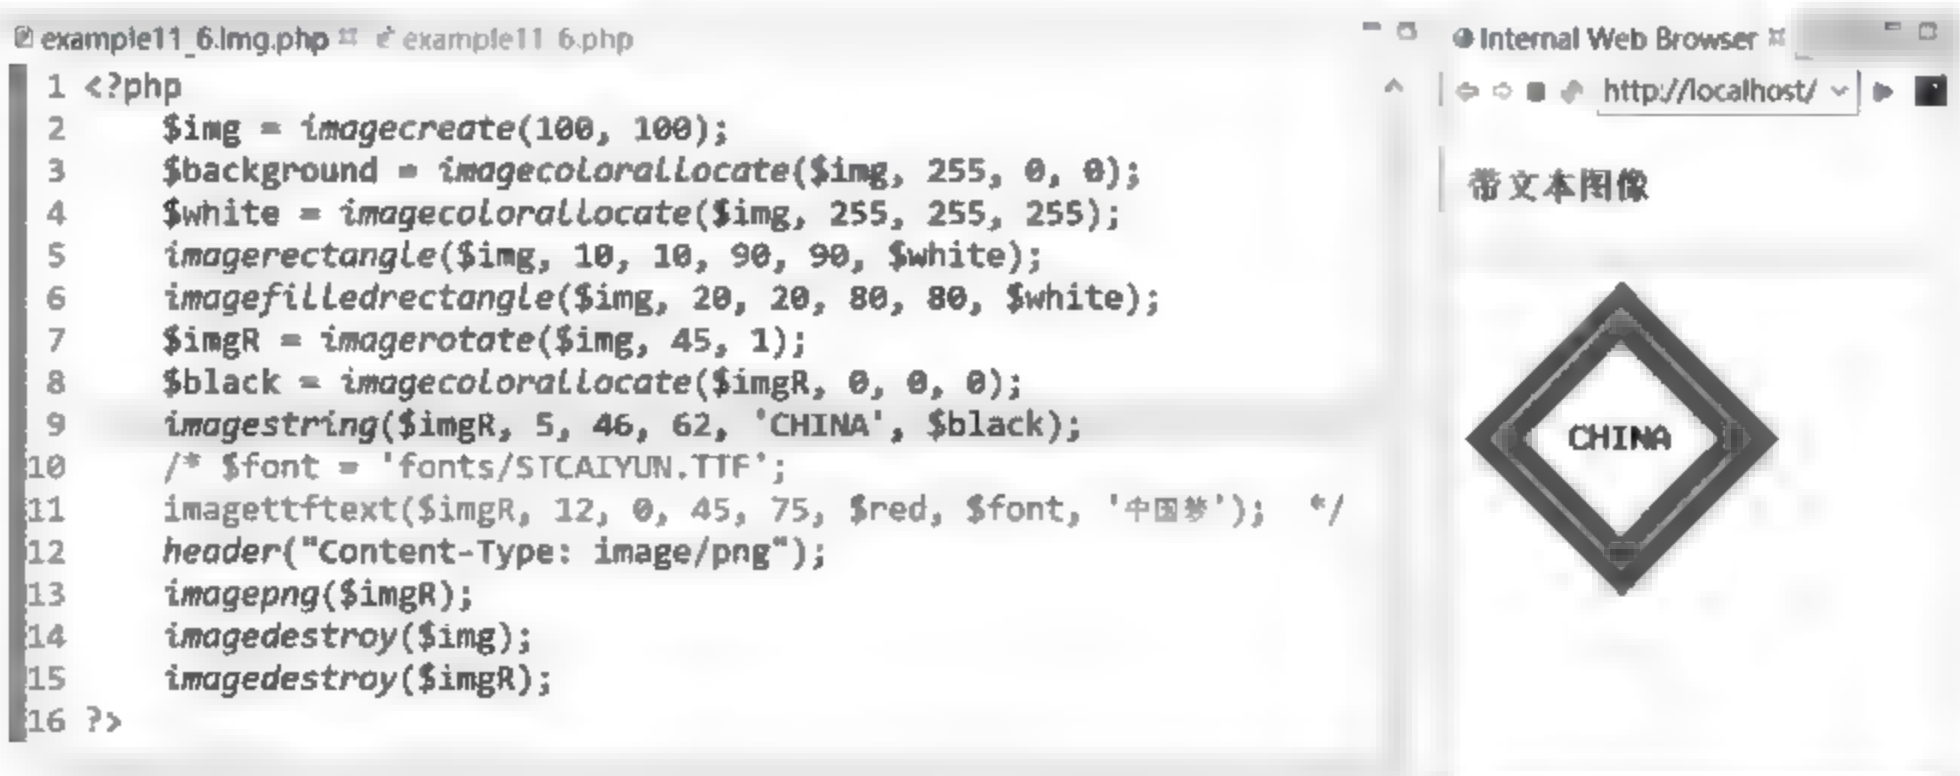 example11_6.img.php example11_6.php
1 <?php
2 $img = imagecreate(100, 100);
3 $background = imagecolorallocate($img, 255, 0, 0);
4 $white = imagecolorallocate($img, 255, 255, 255);
5 imagerectangle($img, 10, 10, 90, 90, $white);
6 imagefilledrectangle($img, 20, 20, 80, 80, $white);
7 $imgR = imagerotate($img, 45, 1);
8 $black = imagecolorallocate($imgR, 0, 0, 0);
9 imagestring($imgR, 5, 46, 62, 'CHINA', $black);
10 /* $font = 'fonts/STCAIYUN.TTF';
11 imagettftext($imgR, 12, 0, 45, 75, $red, $font, '中国梦'); */
12 header("Content-Type: image/png");
13 imagepng($imgR);
14 imagedestroy($img);
15 imagedestroy($imgR);
16 ?>
Internal Web Browser
http://localhost/
带文本图像
CHINA